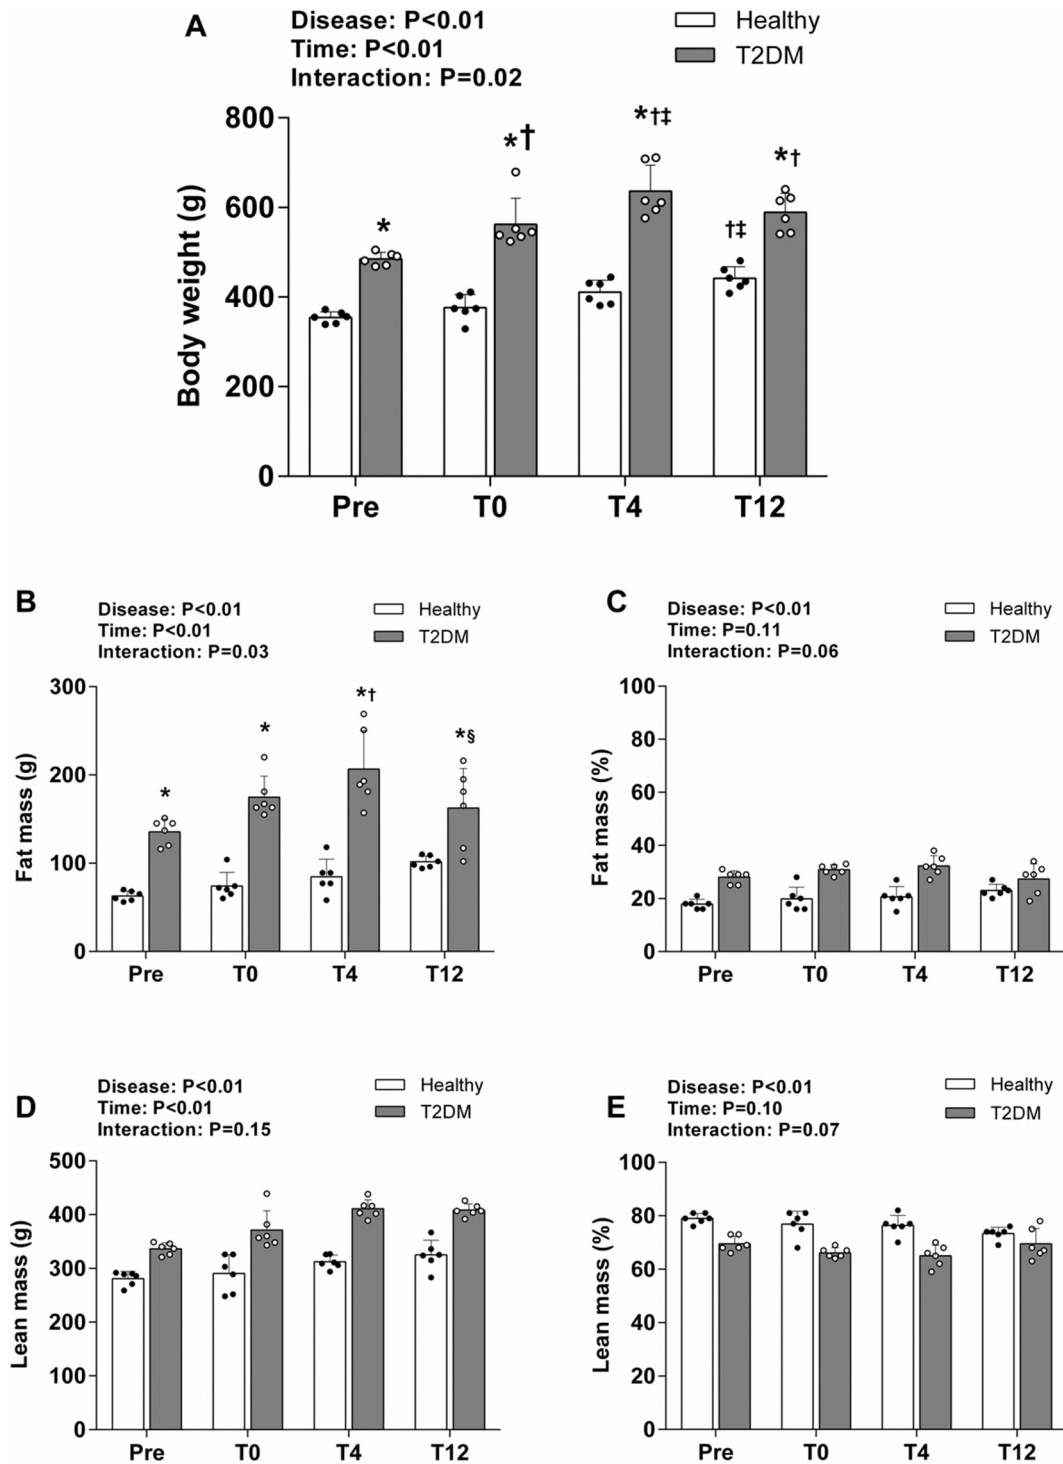 A
Disease: P<0.01
Time: P<0.01
Interaction: P=0.02
Healthy
T2DM
Body weight (g)
800
600
400
200
0
*
*†
*†‡
†‡
*†
Pre T0 T4 T12
B
Disease: P<0.01
Time: P<0.01
Interaction: P=0.03
Healthy
T2DM
Fat mass (g)
300
200
100
0
*
*
*†
*§
Pre T0 T4 T12
C
Disease: P<0.01
Time: P=0.11
Interaction: P=0.06
Healthy
T2DM
Fat mass (%)
100
80
60
40
20
0
Pre T0 T4 T12
D
Disease: P<0.01
Time: P<0.01
Interaction: P=0.15
Healthy
T2DM
Lean mass (g)
500
400
300
200
100
0
Pre T0 T4 T12
E
Disease: P<0.01
Time: P=0.10
Interaction: P=0.07
Healthy
T2DM
Lean mass (%)
100
80
60
40
20
0
Pre T0 T4 T12